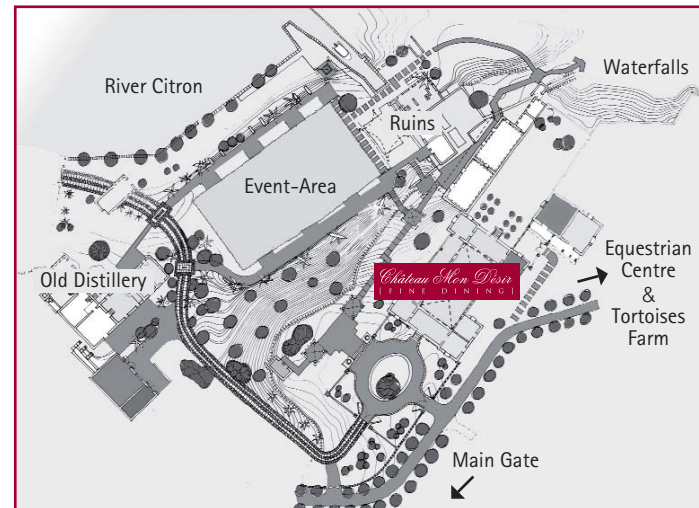 River Citron
Waterfalls
Ruins
Event-Area
Old Distillery
Château Mon Désir
[FINE DINING]
Equestrian
Centre
&
Tortoises
Farm
Main Gate